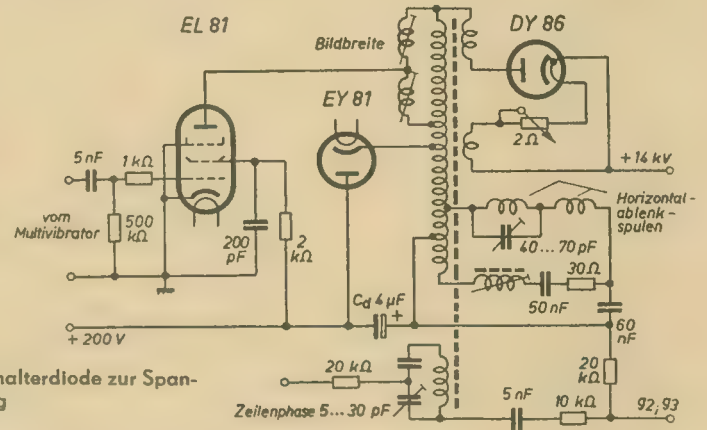 EL 81
DY 86
Bildbreite
EY 81
2 Ω
+ 14 kV
5 nF
1 kΩ
vom
Multivibrator
500
kΩ
200
pF
2
kΩ
Horizontal-
ablenk-
spulen
40...70 pF
30 Ω
50 nF
Cd 4 μF
+
+ 200 V
60
nF
halterdiode zur Span-
g
20 kΩ
Zeilenphase 5...30 pF
5 nF
20
kΩ
10 kΩ
92; 93